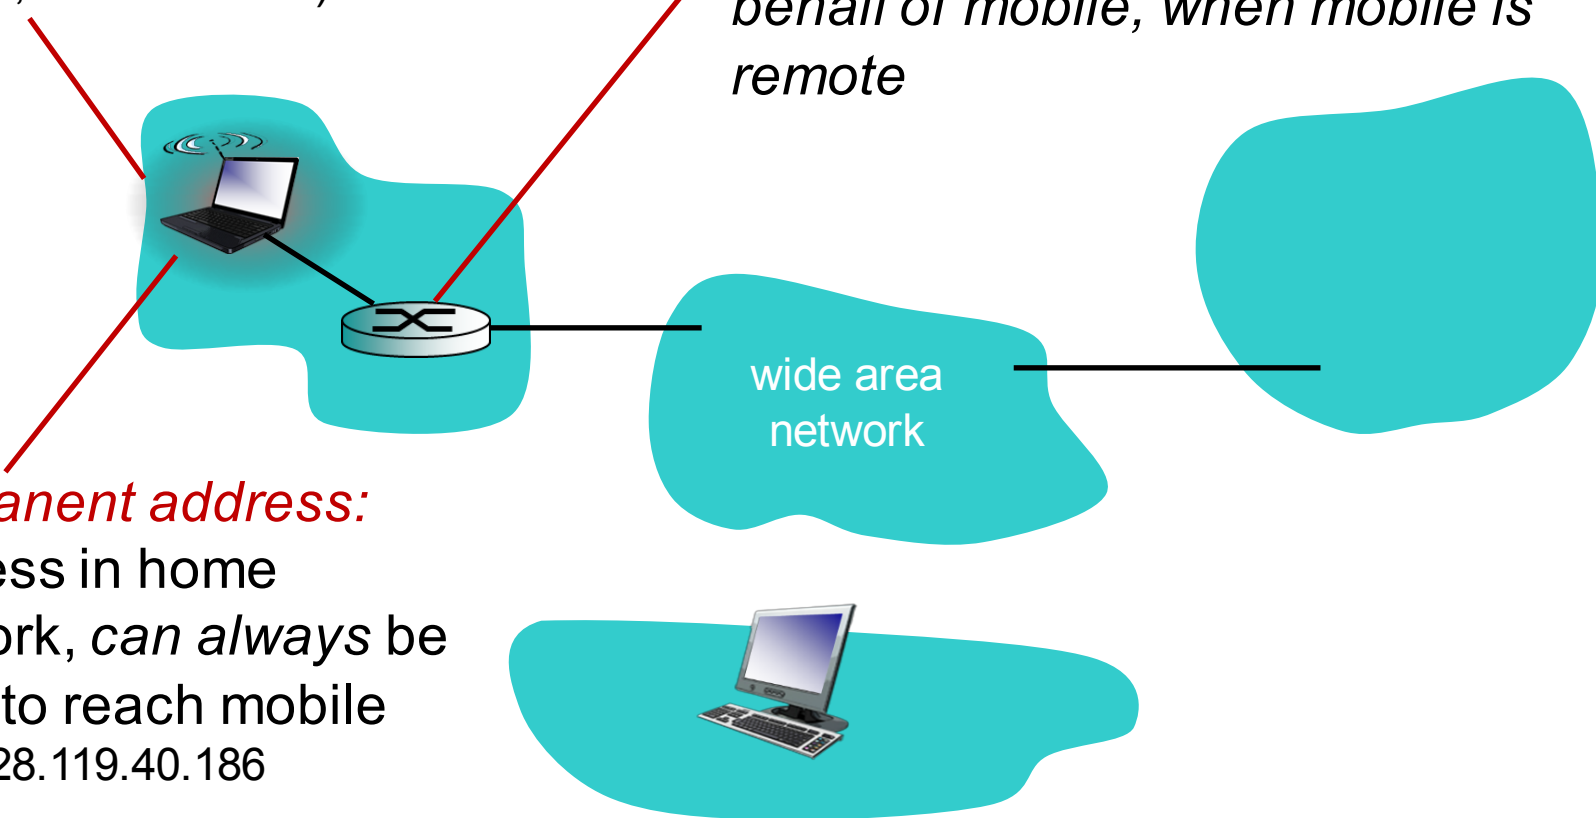 behalf of mobile, when mobile is
remote
wide area
network
anent address:
ess in home
ork, can always be
to reach mobile
28.119.40.186